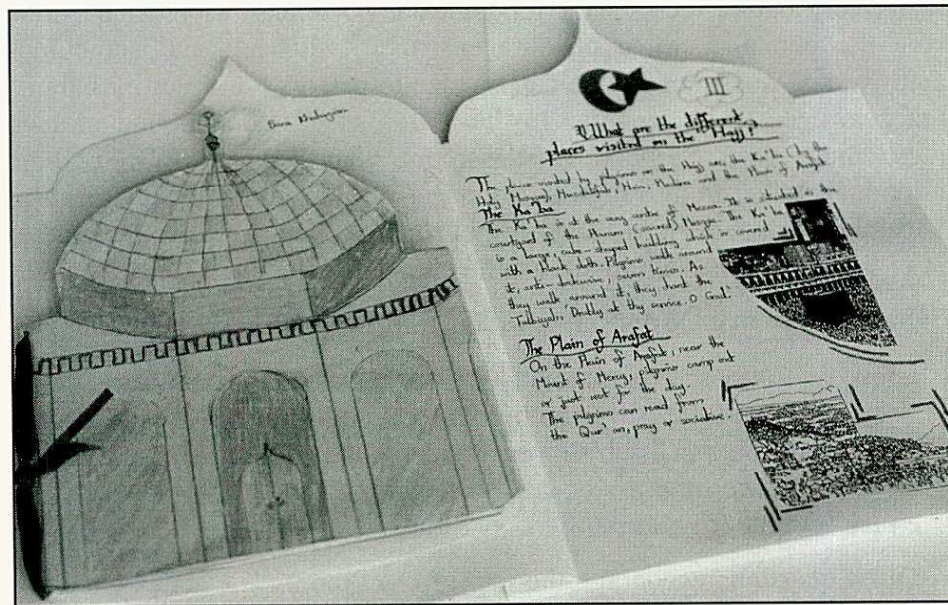 Sara
III
What are the different
places visited on the "Hajj?
The places visited by pilgrims on the Hajj are; the Ka'ba (by the
Holy Mosque), Muzdalifah, Mina, Medina and the Plain of Arafat.
The Ka'ba
The Ka'ba is at the very centre of Mecca. It is situated in the
courtyard of the Haram (sacred) Mosque. The Ka'ba
is a large, cube-shaped building which is covered
with a black cloth. Pilgrims walk around
it, anti-clockwise, seven times. As
they walk around it, they chant the
Talbiyah: Doubly at thy service, O God.
The Plain of Arafat
On the Plain of Arafat, near the
Mount of Mercy, pilgrims camp out
or just rest for the day.
The pilgrims can read from
the Qur'an, pray or socialise.